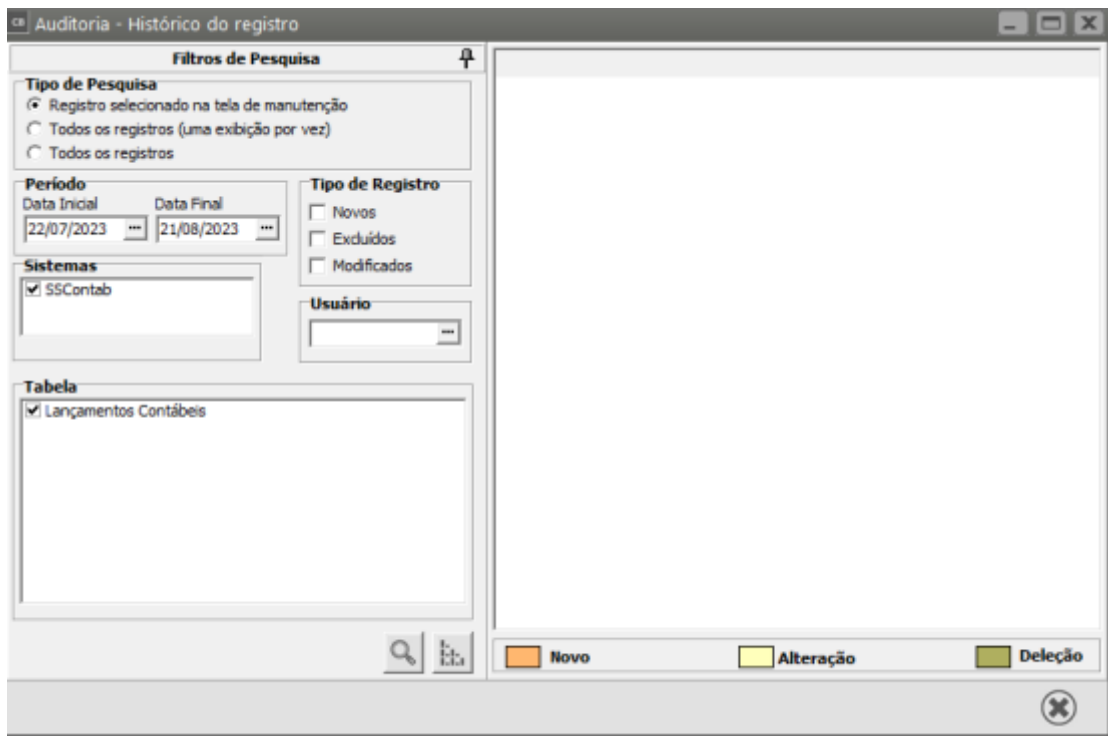 CB Auditoria - Histórico do registro
Filtros de Pesquisa
Tipo de Pesquisa
Registro selecionado na tela de manutenção
Todos os registros (uma exibição por vez)
Todos os registros
Período
Data Inicial Data Final
22/07/2023 ... 21/08/2023 ...
Tipo de Registro
Novos
Excluídos
Modificados
Sistemas
SSContab
Usuário
...
Tabela
Lançamentos Contábeis
Novo Alteração Deleção